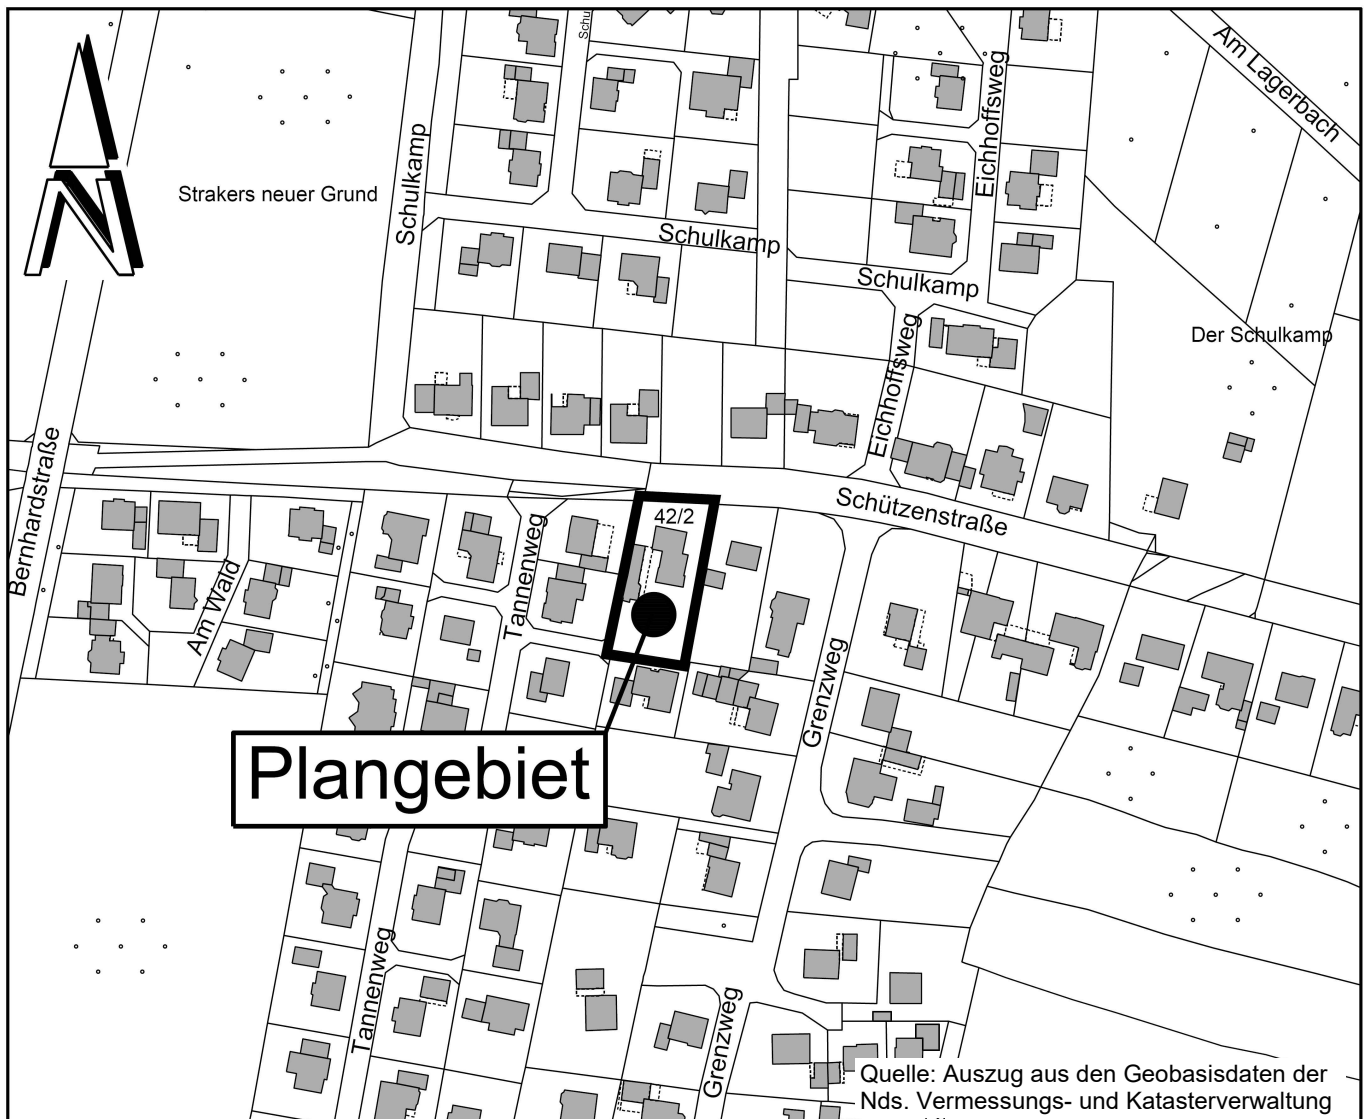 Schu
Am Lagerbach
Eichhoffsweg
Schulkamp
Strakers neuer Grund
Schulkamp
Schulkamp
Eichhoffsweg
Der Schulkamp
Bernhardstraße
Schützenstraße
42/2
Tannenweg
Am Wald
Grenzweg
Plangebiet
Tannenweg
Grenzweg
Quelle: Auszug aus den Geobasisdaten der
Nds. Vermessungs- und Katasterverwaltung
N